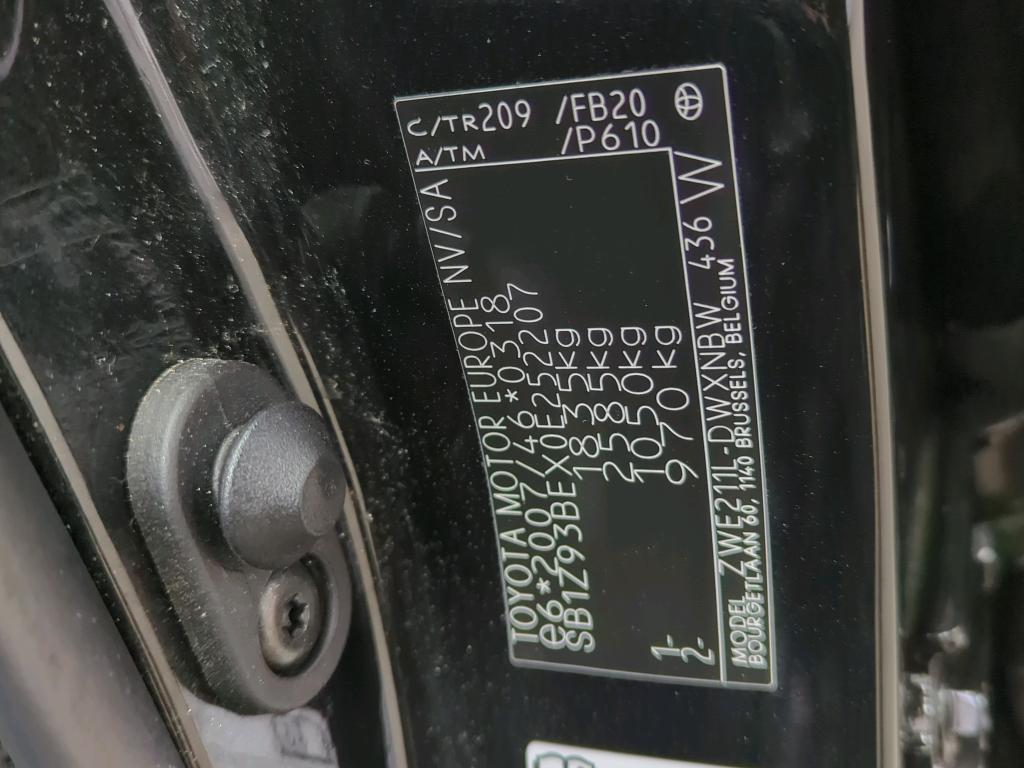 TOYOTA MOTOR EUROPE NV/SA
e6*2007/46*0318
SB1Z93BEX0E252207
1835kg
2585kg
1- 1050kg
2- 970kg
MODEL ZWE211L-DWXNBW 436W
BOURGETLAAN 60, 1140 BRUSSELS, BELGIUM
C/TR209 /FB20
A/TM /P610